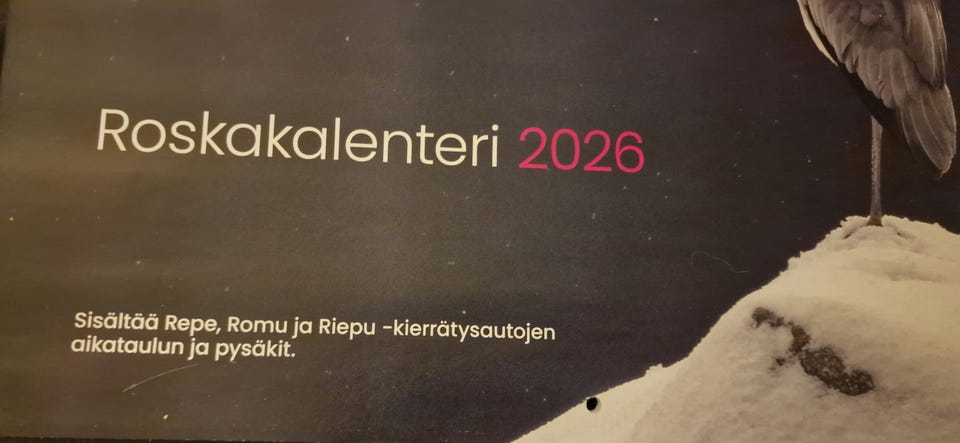 Roskakalenteri 2026
Sisältää Repe, Romu ja Riepu -kierrätysautojen
aikataulun ja pysäkit.